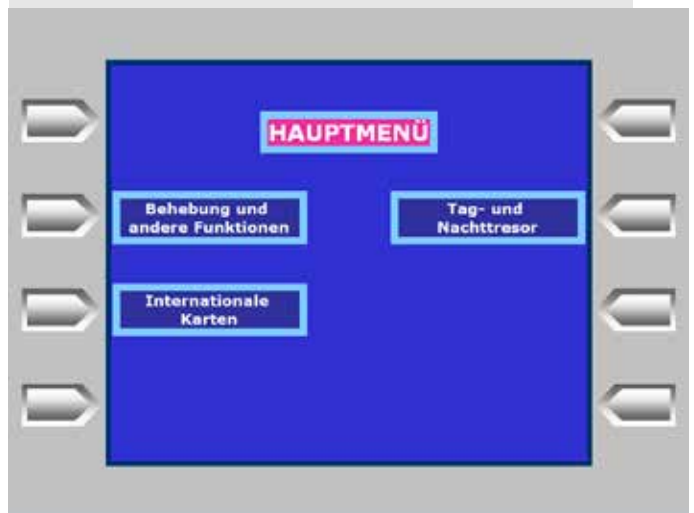 HAUPTMENÜ
Behebung und
andere Funktionen
Tag- und
Nachttresor
Internationale
Karten